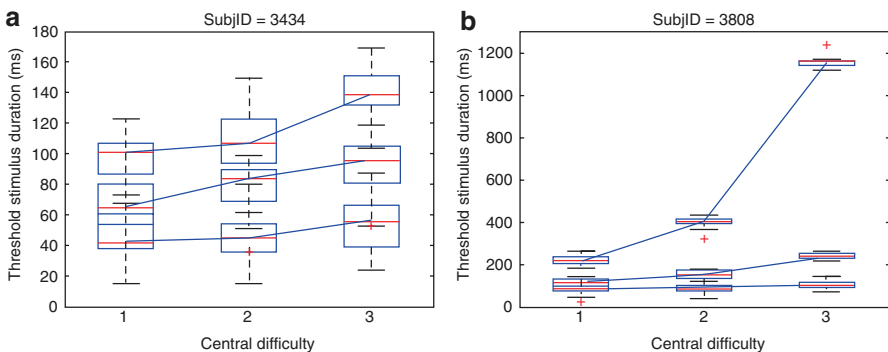 a
SubjID = 3434
Threshold stimulus duration (ms)
180
160
140
120
100
80
60
40
20
0
1 2 3
Central difficulty
b
SubjID = 3808
Threshold stimulus duration (ms)
1200
1000
800
600
400
200
0
1 2 3
Central difficulty